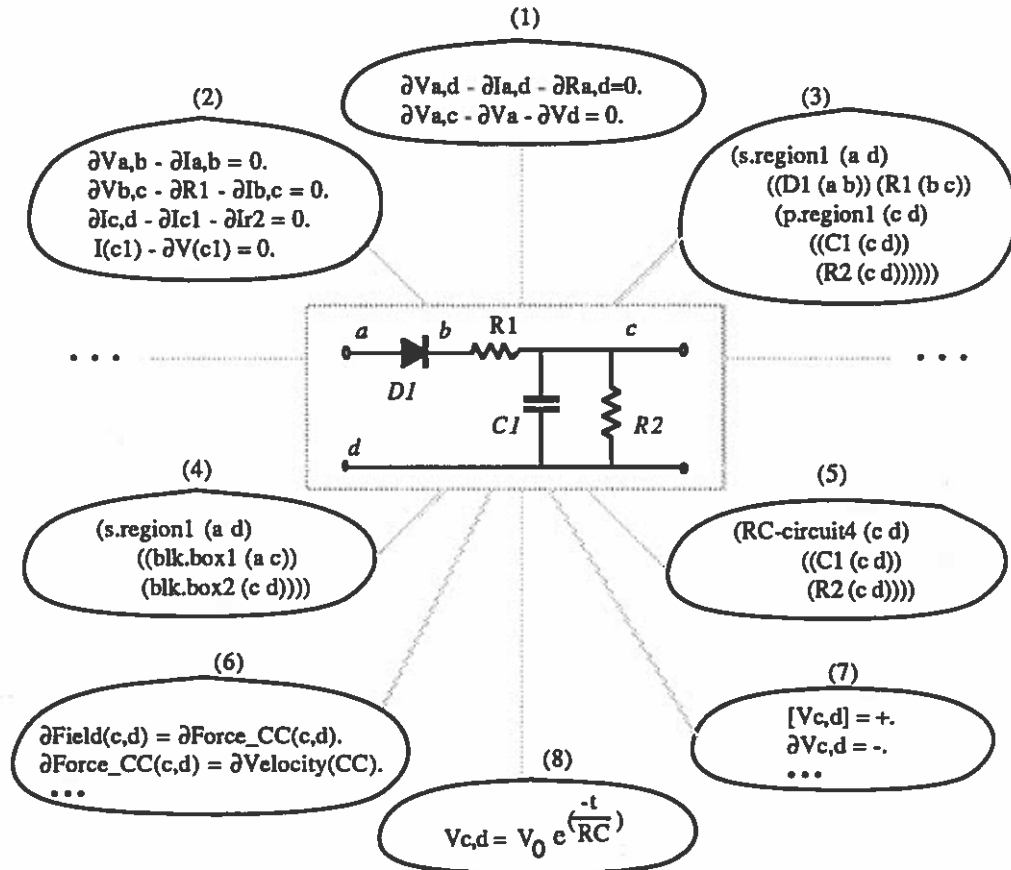 (1)
∂Va,d - ∂Ia,d - ∂Ra,d=0.
∂Va,c - ∂Va - ∂Vd = 0.
(2)
∂Va,b - ∂Ia,b = 0.
∂Vb,c - ∂R1 - ∂Ib,c = 0.
∂Ic,d - ∂Ic1 - ∂Ir2 = 0.
I(c1) - ∂V(c1) = 0.
(3)
(s.region1 (a d)
((D1 (a b)) (R1 (b c))
(p.region1 (c d)
((C1 (c d))
(R2 (c d))))))
• • •
a
b
R1
c
D1
C1
R2
d
• • •
(4)
(s.region1 (a d)
((blk.box1 (a c))
(blk.box2 (c d))))
(5)
(RC-circuit4 (c d)
((C1 (c d))
(R2 (c d))))
(6)
∂Field(c,d) = ∂Force_CC(c,d).
∂Force_CC(c,d) = ∂Velocity(CC).
• • •
(7)
[Vc,d] = +.
∂Vc,d = -.
• • •
(8)
Vc,d = V₀ e^(-t/RC)